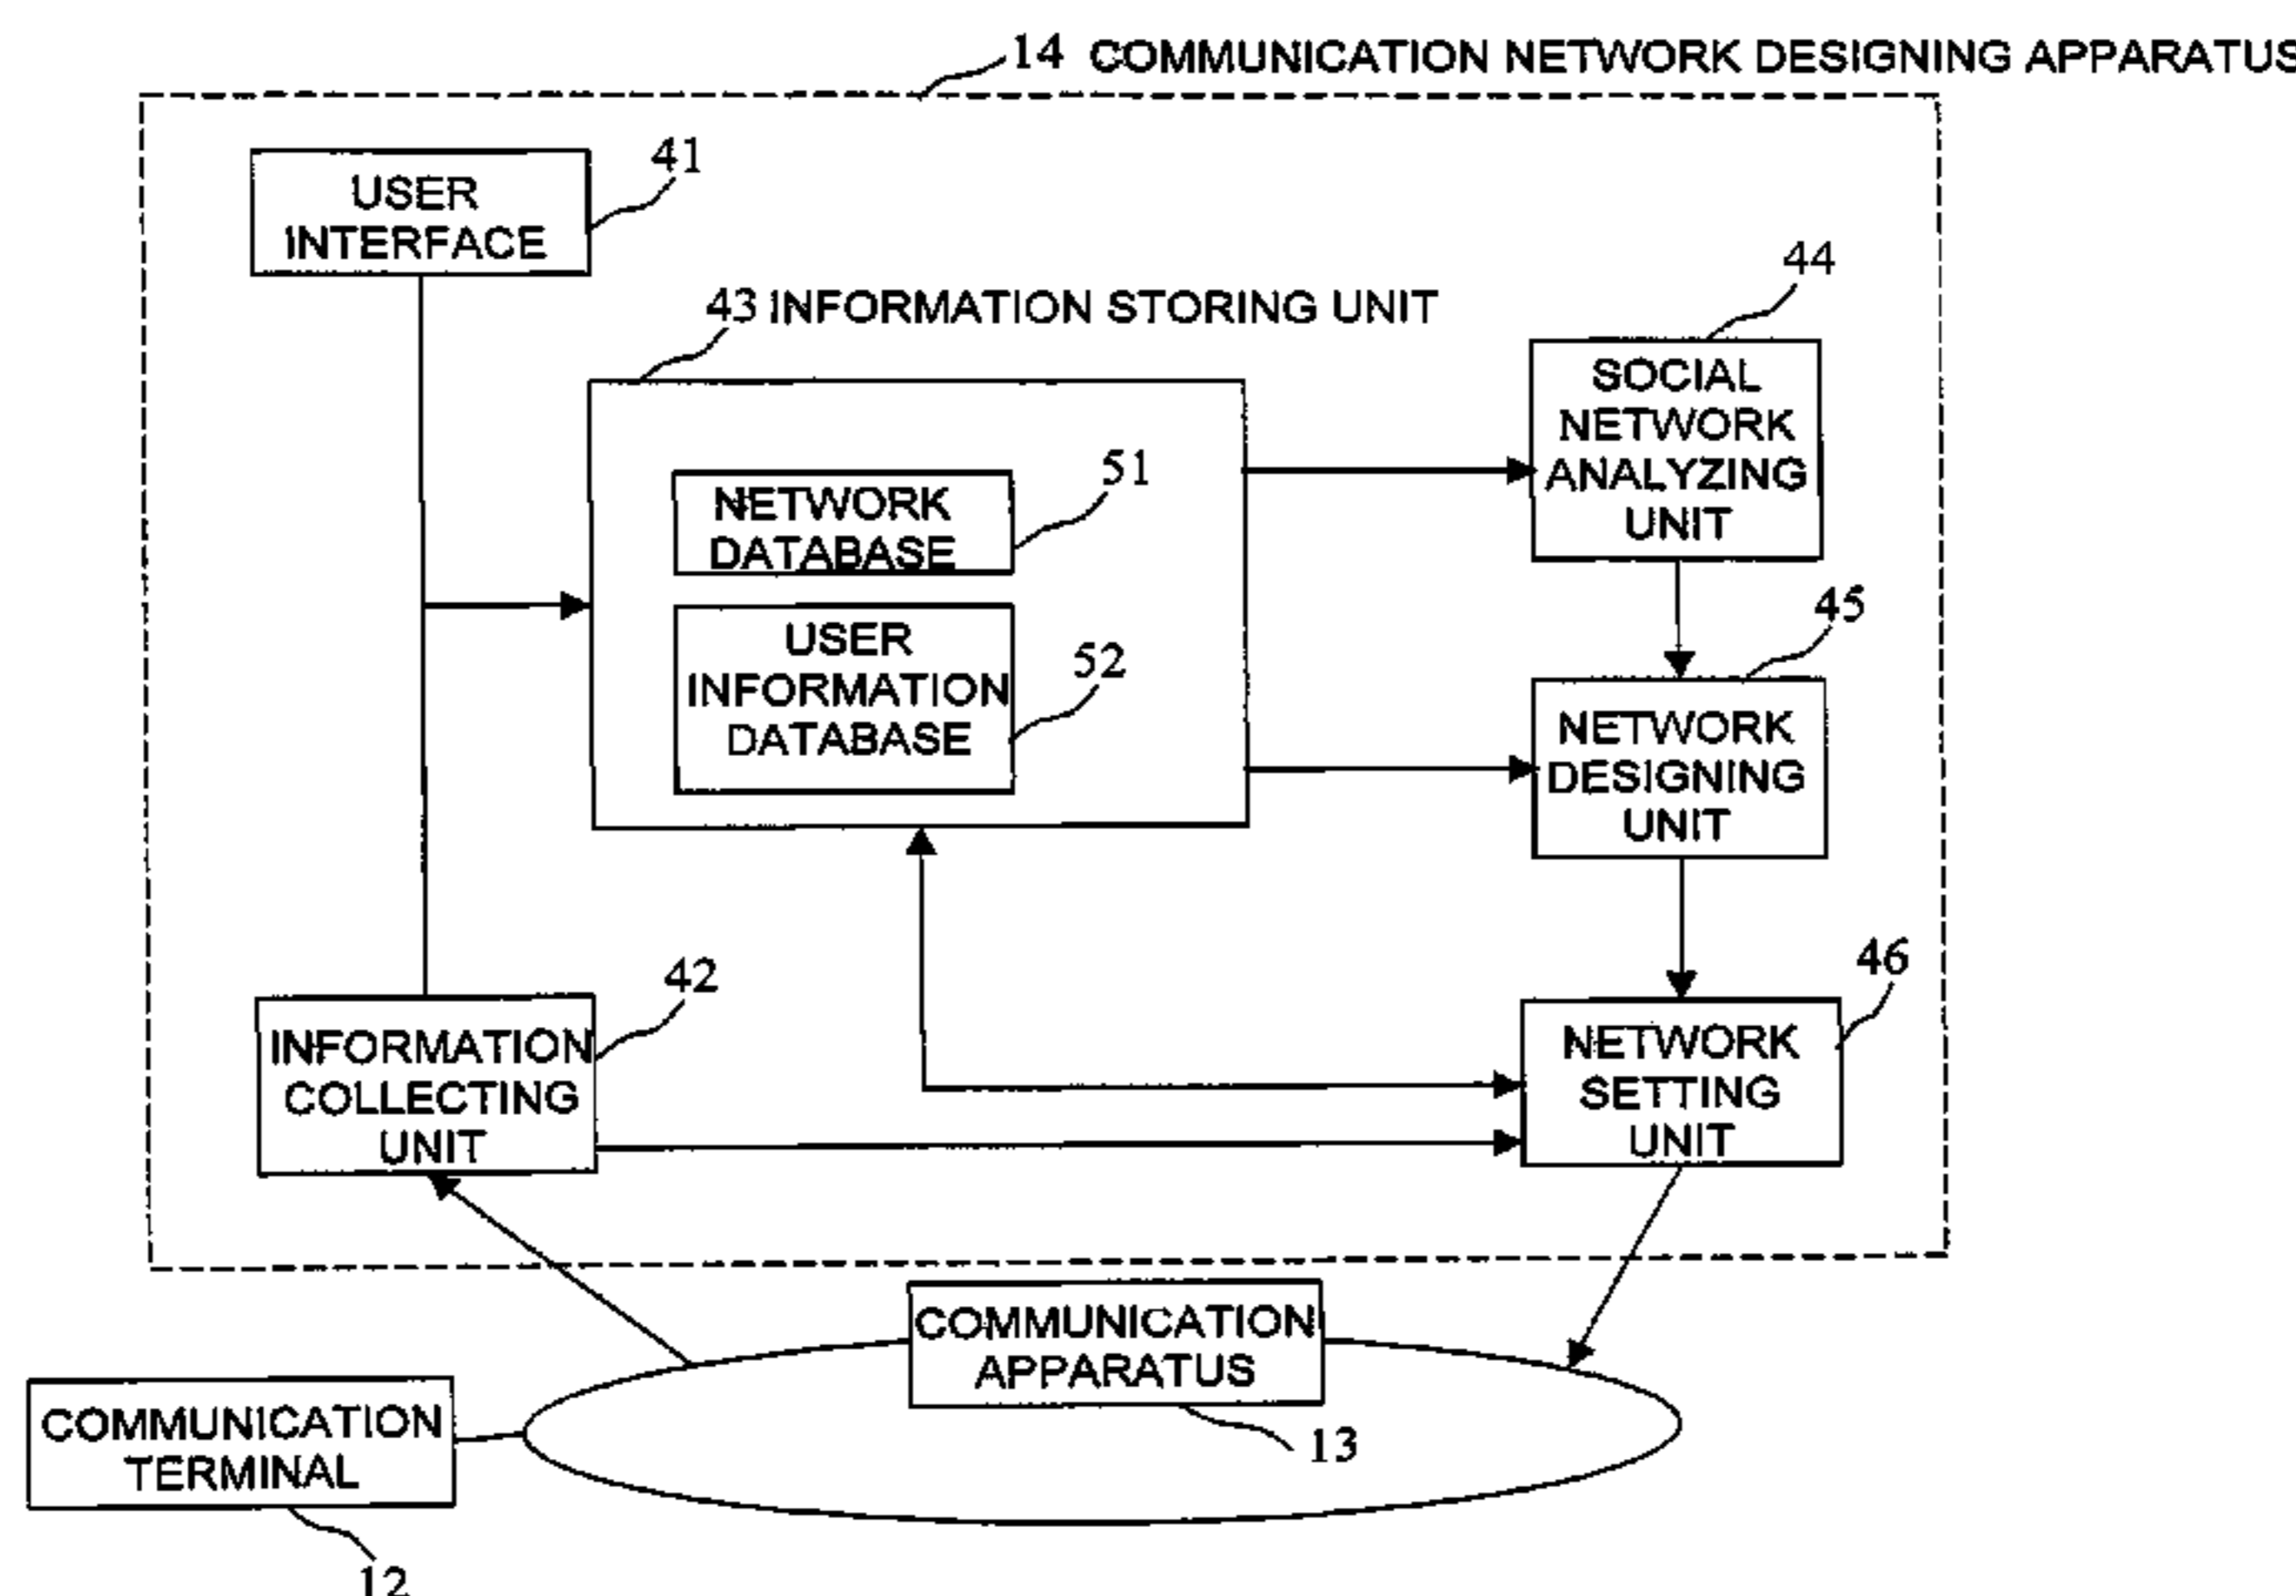 14 COMMUNICATION NETWORK DESIGNING APPARATUS
41
USER
INTERFACE
43 INFORMATION STORING UNIT
44
SOCIAL
NETWORK
ANALYZING
UNIT
51
NETWORK
DATABASE
52
USER
INFORMATION
DATABASE
45
NETWORK
DESIGNING
UNIT
42
INFORMATION
COLLECTING
UNIT
46
NETWORK
SETTING
UNIT
COMMUNICATION
APPARATUS
13
COMMUNICATION
TERMINAL
12